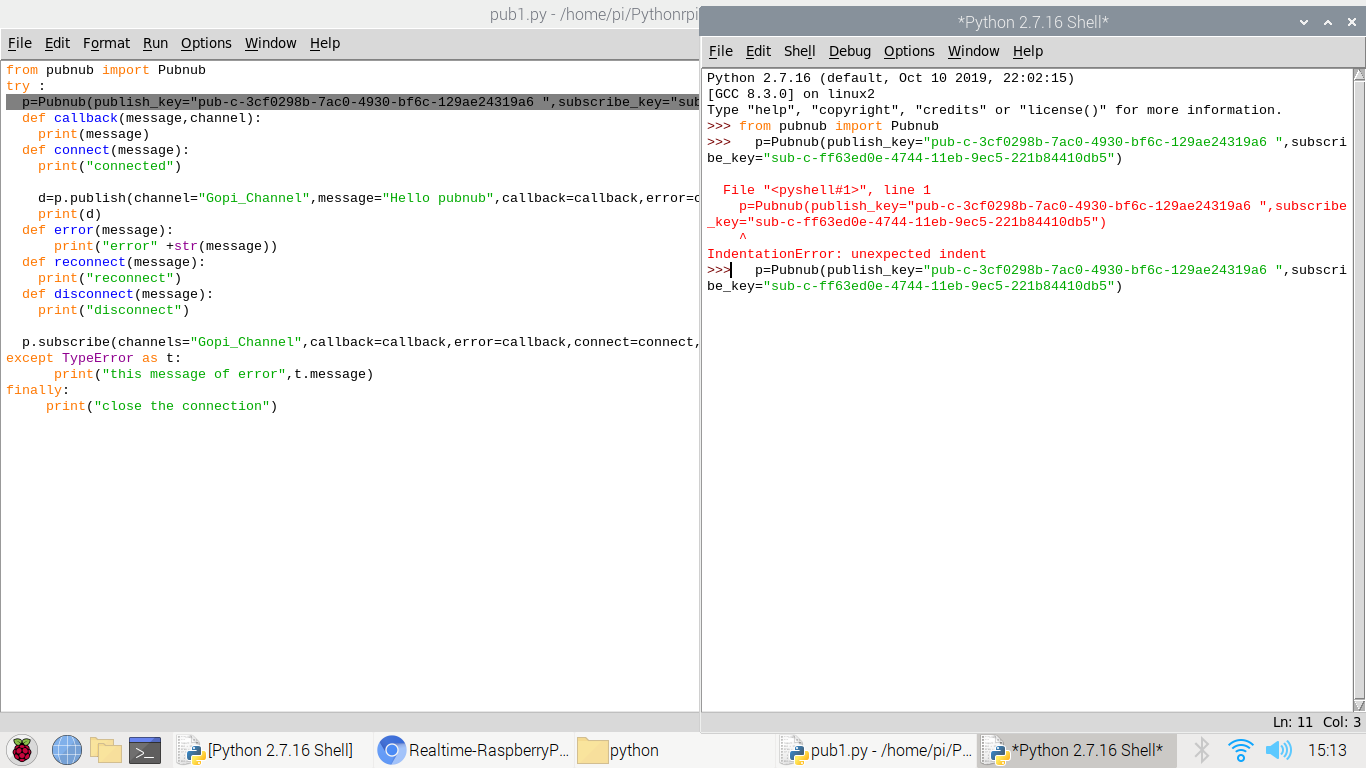 pub1.py - /home/pi/Pythonrpi
File Edit Format Run Options Window Help
from pubnub import Pubnub
try :
  p=Pubnub(publish_key="pub-c-3cf0298b-7ac0-4930-bf6c-129ae24319a6 ",subscribe_key="sub
  def callback(message,channel):
    print(message)
  def connect(message):
    print("connected")
    d=p.publish(channel="Gopi_Channel",message="Hello pubnub",callback=callback,error=c
    print(d)
  def error(message):
      print("error" +str(message))
  def reconnect(message):
    print("reconnect")
  def disconnect(message):
    print("disconnect")
  p.subscribe(channels="Gopi_Channel",callback=callback,error=callback,connect=connect,
except TypeError as t:
      print("this message of error",t.message)
finally:
     print("close the connection")
*Python 2.7.16 Shell*
File Edit Shell Debug Options Window Help
Python 2.7.16 (default, Oct 10 2019, 22:02:15)
[GCC 8.3.0] on linux2
Type "help", "copyright", "credits" or "license()" for more information.
>>> from pubnub import Pubnub
>>>   p=Pubnub(publish_key="pub-c-3cf0298b-7ac0-4930-bf6c-129ae24319a6 ",subscri
be_key="sub-c-ff63ed0e-4744-11eb-9ec5-221b84410db5")
  File "<pyshell#1>", line 1
    p=Pubnub(publish_key="pub-c-3cf0298b-7ac0-4930-bf6c-129ae24319a6 ",subscribe
_key="sub-c-ff63ed0e-4744-11eb-9ec5-221b84410db5")
    ^
IndentationError: unexpected indent
>>>   p=Pubnub(publish_key="pub-c-3cf0298b-7ac0-4930-bf6c-129ae24319a6 ",subscri
be_key="sub-c-ff63ed0e-4744-11eb-9ec5-221b84410db5")
Ln: 11 Col: 3
[Python 2.7.16 Shell] Realtime-RaspberryP... python pub1.py - /home/pi/P... *Python 2.7.16 Shell* 15:13